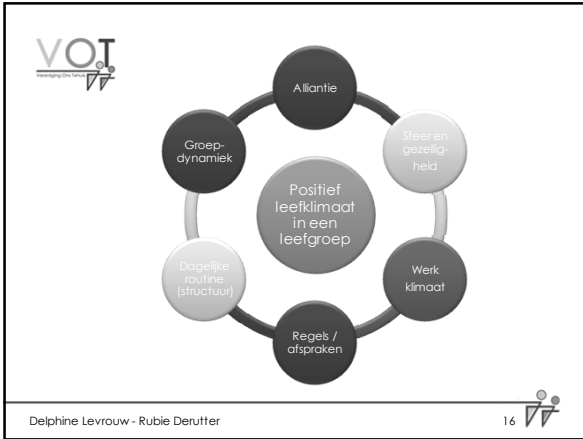 VOT
Vereniging Ons Tehuis
Alliantie
Sfeer en
gezellig-
heid
Werk
klimaat
Regels /
afspraken
Dagelijke
routine
(structuur)
Groep-
dynamiek
Positief
leefklimaat
in een
leefgroep
Delphine Levrouw - Rubie Derutter
16